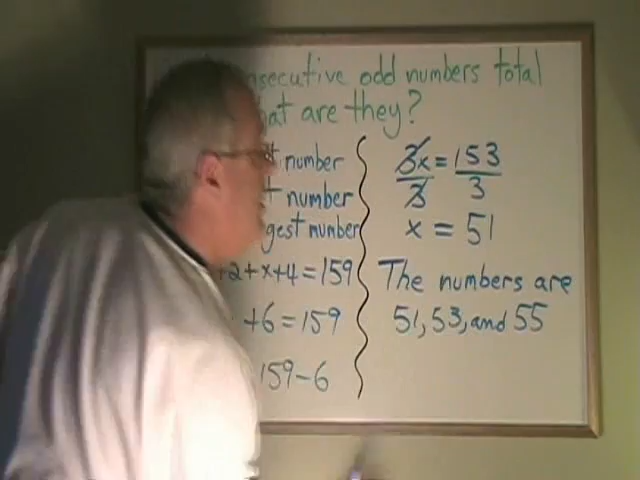 nsecutive odd numbers total
hat are they?
t number
t number
gest number
+2+x+4=159
+6=159
159-6
3x = 153
3 3
x = 51
The numbers are
51, 53, and 55